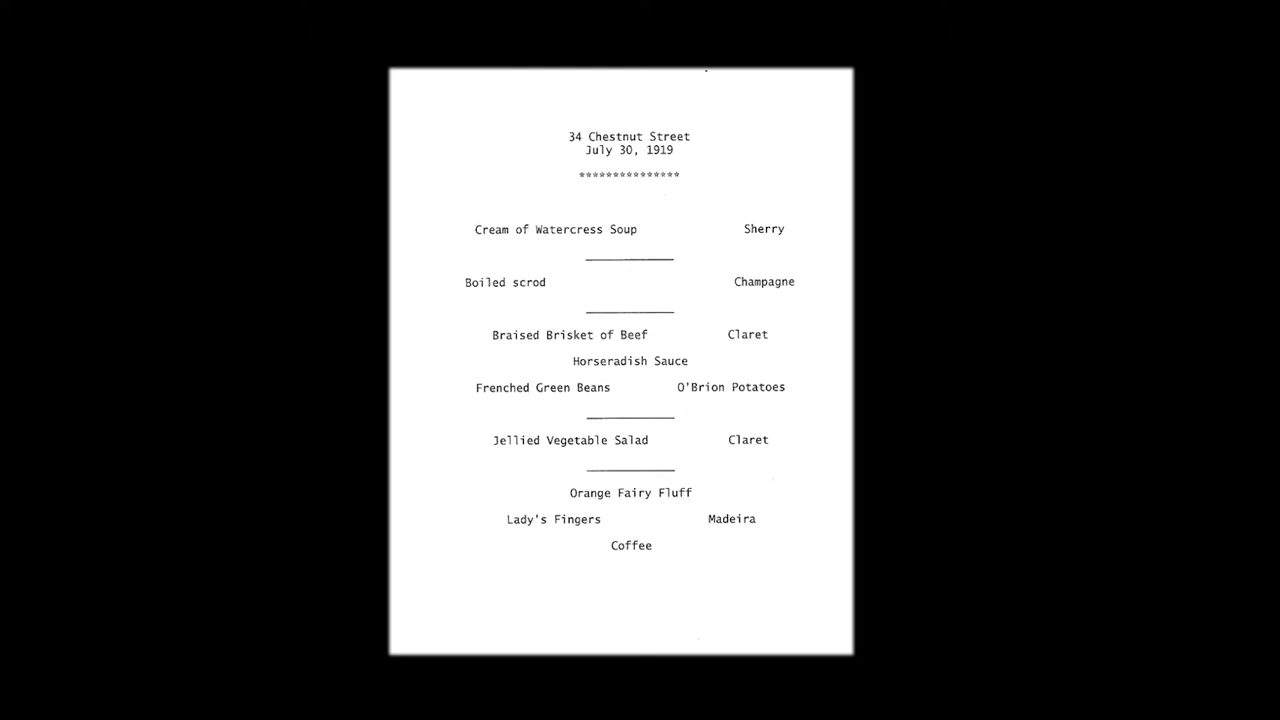 34 Chestnut Street
July 30, 1919
***************
Cream of Watercress Soup Sherry
Boiled scrod Champagne
Braised Brisket of Beef Claret
Horseradish Sauce
Frenched Green Beans O'Brion Potatoes
Jellied Vegetable Salad Claret
Orange Fairy Fluff
Lady's Fingers Madeira
Coffee